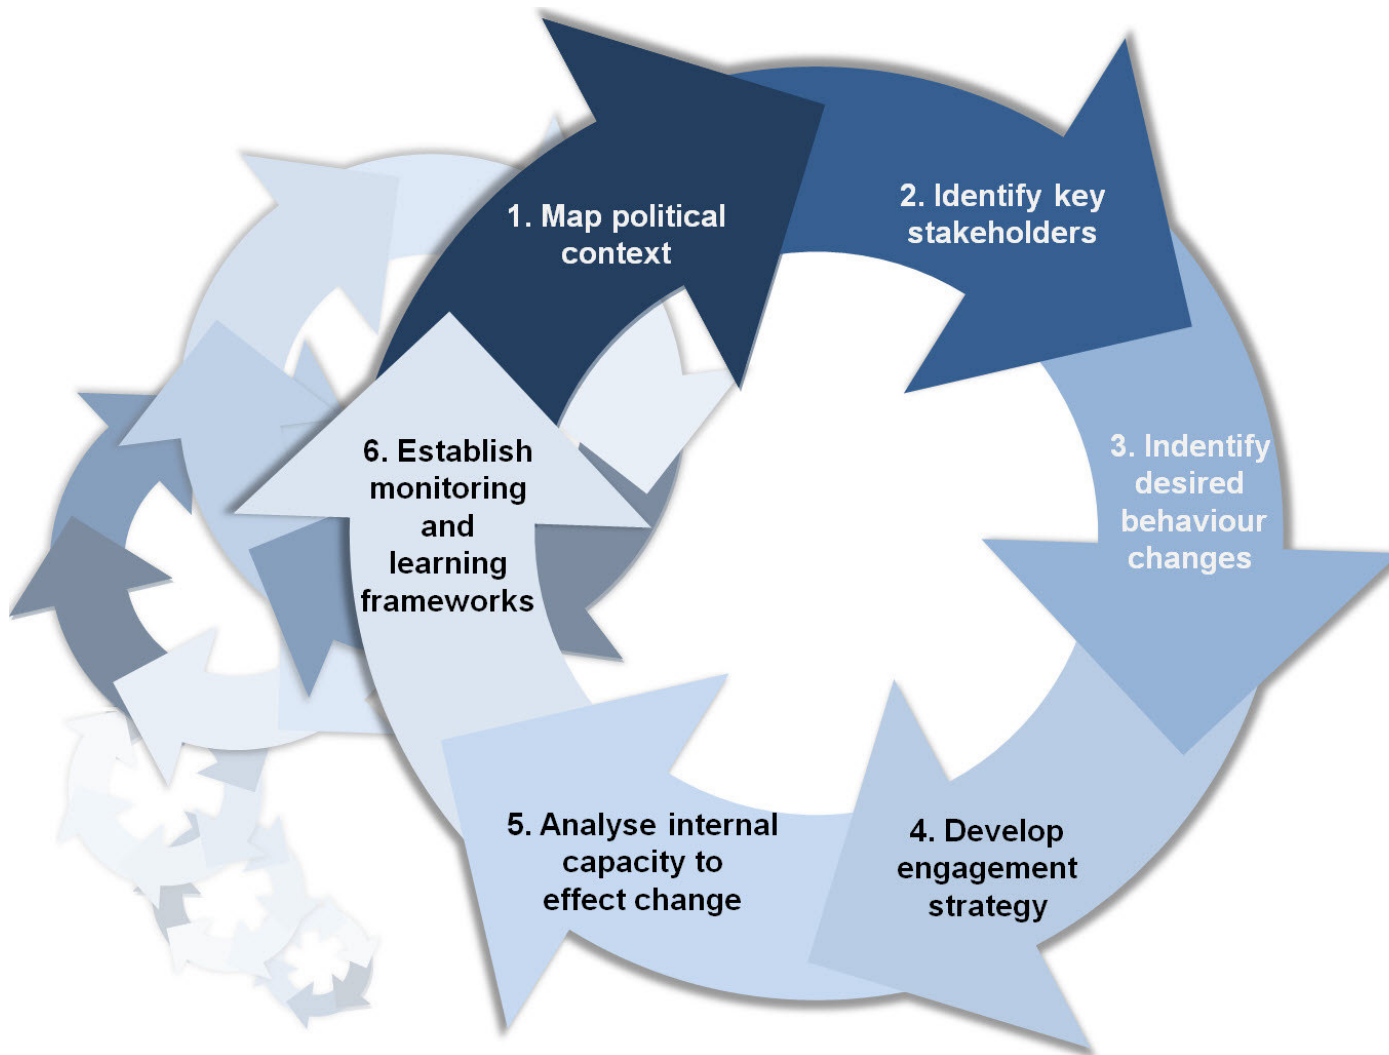 1. Map political
context
2. Identify key
stakeholders
3. Indentify
desired
behaviour
changes
4. Develop
engagement
strategy
5. Analyse internal
capacity to
effect change
6. Establish
monitoring
and
learning
frameworks